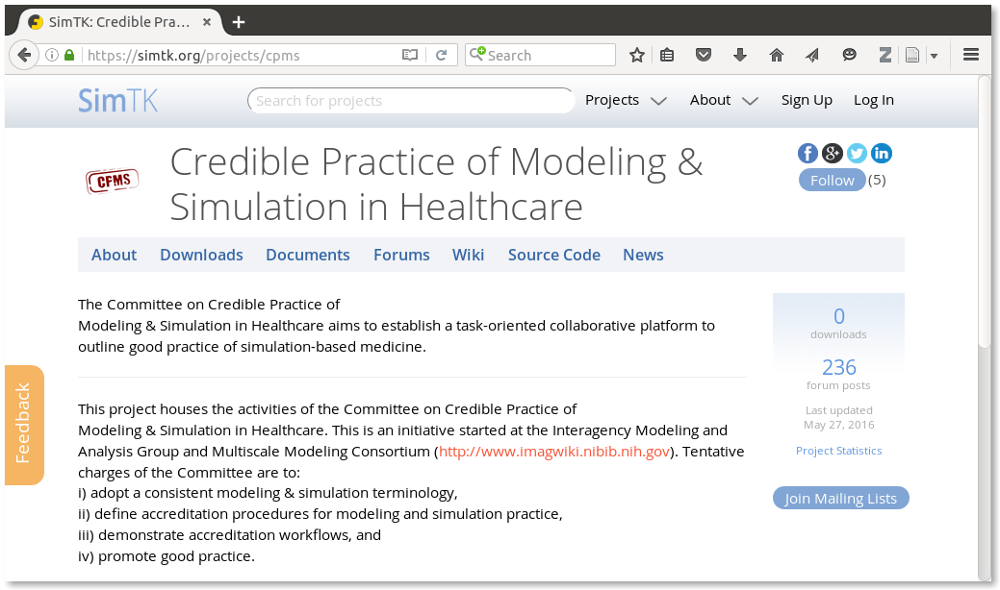 SimTK: Credible Pra...
https://simtk.org/projects/cpms
Search
SimTK
Search for projects
Projects
About
Sign Up
Log In
CFMS
Credible Practice of Modeling &
Simulation in Healthcare
Follow (5)
About Downloads Documents Forums Wiki Source Code News
The Committee on Credible Practice of
Modeling & Simulation in Healthcare aims to establish a task-oriented collaborative platform to
outline good practice of simulation-based medicine.
This project houses the activities of the Committee on Credible Practice of
Modeling & Simulation in Healthcare. This is an initiative started at the Interagency Modeling and
Analysis Group and Multiscale Modeling Consortium (http://www.imagwiki.nibib.nih.gov). Tentative
charges of the Committee are to:
i) adopt a consistent modeling & simulation terminology,
ii) define accreditation procedures for modeling and simulation practice,
iii) demonstrate accreditation workflows, and
iv) promote good practice.
0
downloads
236
forum posts
Last updated
May 27, 2016
Project Statistics
Join Mailing Lists
Feedback